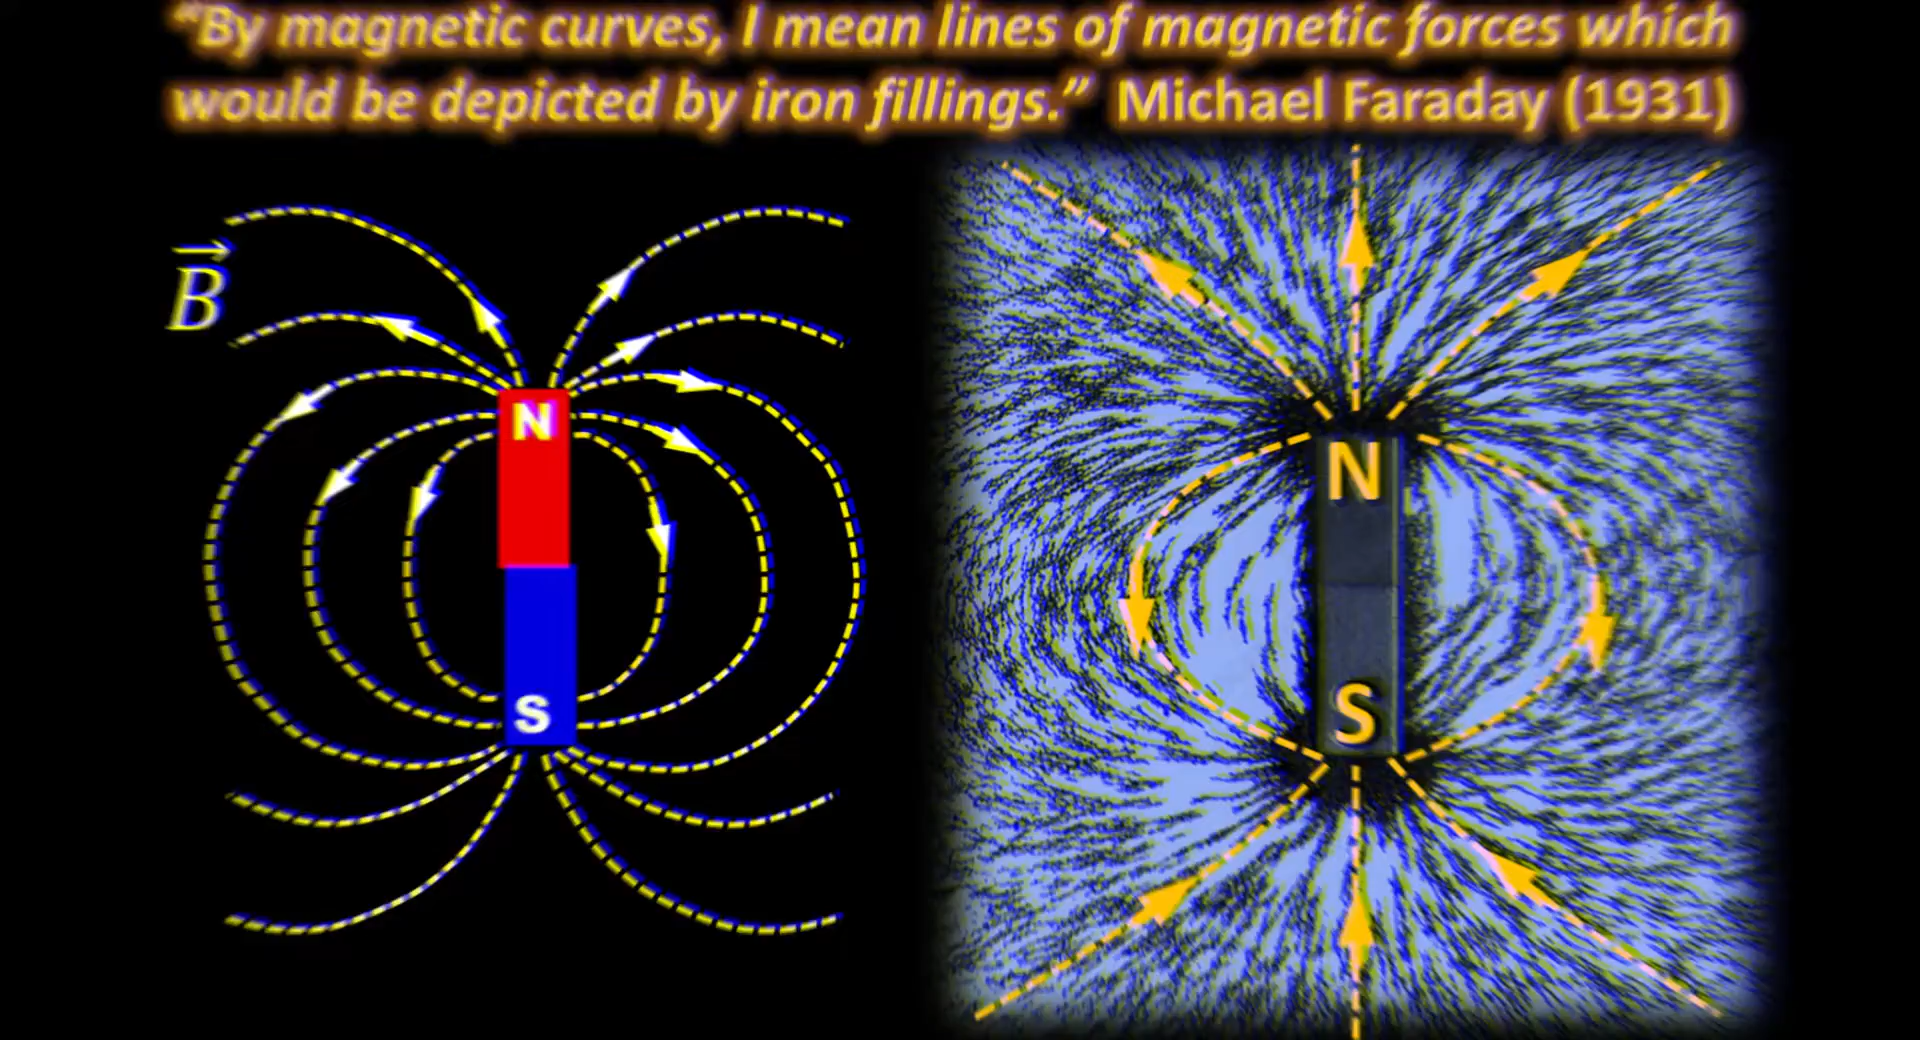 “By magnetic curves, I mean lines of magnetic forces which
would be depicted by iron fillings.” Michael Faraday (1931)
B
N
S
N
S